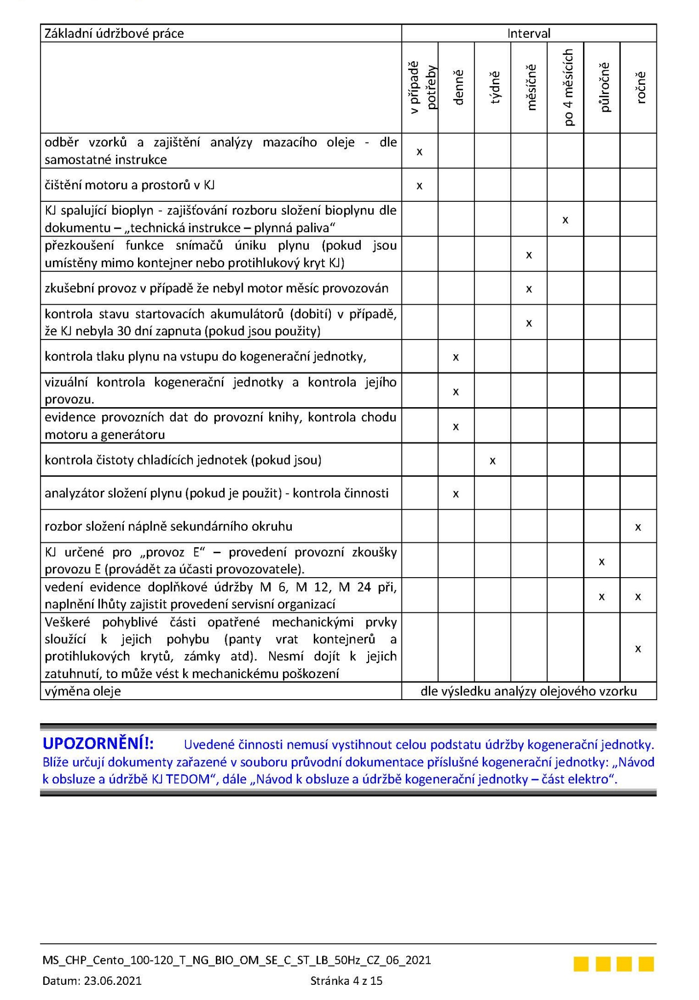 Základní údržbové práce Interval
v případě potřeby denně týdně měsíčně po 4 měsících půlročně ročně
odběr vzorků a zajištění analýzy mazacího oleje - dle
samostatné instrukce x
čištění motoru a prostorů v KJ x
KJ spalující bioplyn - zajišťování rozboru složení bioplynu dle
dokumentu – „technická instrukce – plynná paliva“ x
přezkoušení funkce snímačů úniku plynu (pokud jsou
umístěny mimo kontejner nebo protihlukový kryt KJ) x
zkušební provoz v případě že nebyl motor měsíc provozován x
kontrola stavu startovacích akumulátorů (dobití) v případě,
že KJ nebyla 30 dní zapnuta (pokud jsou použity) x
kontrola tlaku plynu na vstupu do kogenerační jednotky, x
vizuální kontrola kogenerační jednotky a kontrola jejího
provozu. x
evidence provozních dat do provozní knihy, kontrola chodu
motoru a generátoru x
kontrola čistoty chladících jednotek (pokud jsou) x
analyzátor složení plynu (pokud je použit) - kontrola činnosti x
rozbor složení náplně sekundárního okruhu x
KJ určené pro „provoz E“ – provedení provozní zkoušky
provozu E (provádět za účasti provozovatele). x
vedení evidence doplňkové údržby M 6, M 12, M 24 při,
naplnění lhůty zajistit provedení servisní organizací x x
Veškeré pohyblivé části opatřené mechanickými prvky
sloužící k jejich pohybu (panty vrat kontejnerů a
protihlukových krytů, zámky atd). Nesmí dojít k jejich
zatuhnutí, to může vést k mechanickému poškození x
výměna oleje dle výsledku analýzy olejového vzorku
UPOZORNĚNÍ!: Uvedené činnosti nemusí vystihnout celou podstatu údržby kogenerační jednotky.
Blíže určují dokumenty zařazené v souboru průvodní dokumentace příslušné kogenerační jednotky: „Návod
k obsluze a údržbě KJ TEDOM“, dále „Návod k obsluze a údržbě kogenerační jednotky – část elektro“.
MS_CHP_Cento_100-120_T_NG_BIO_OM_SE_C_ST_LB_50Hz_CZ_06_2021
Datum: 23.06.2021 Stránka 4 z 15